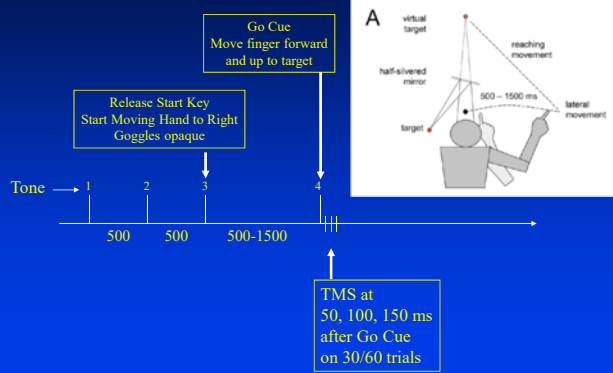 Go Cue
Move finger forward
and up to target
Release Start Key
Start Moving Hand to Right
Goggles opaque
Tone
1
2
3
4
500
500
500-1500
TMS at
50, 100, 150 ms
after Go Cue
on 30/60 trials
A
virtual
target
reaching
movement
half-silvered
mirror
500 – 1500 ms
lateral
movement
target